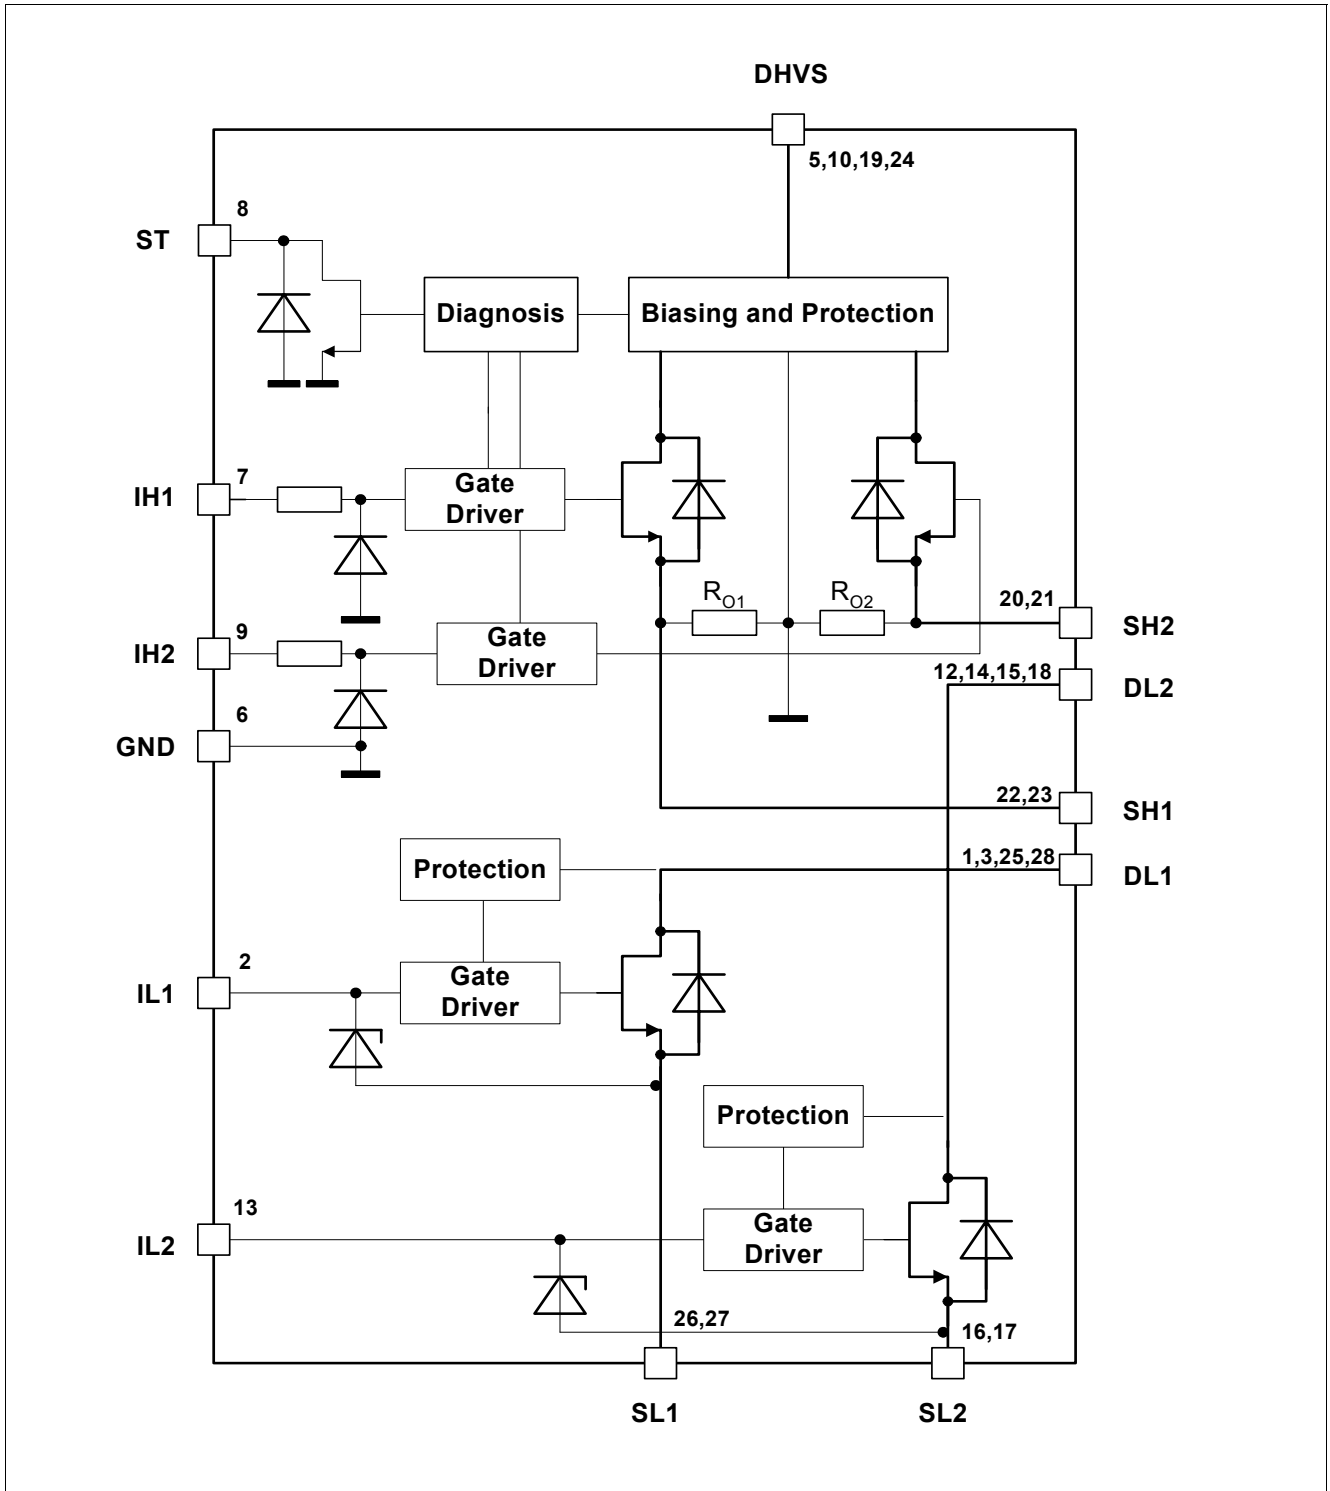 DHVS
5,10,19,24
8
ST
Diagnosis
Biasing and Protection
7
IH1
Gate
Driver
RO1
RO2
20,21
SH2
9
IH2
Gate
Driver
12,14,15,18
DL2
6
GND
22,23
SH1
Protection
1,3,25,28
DL1
2
IL1
Gate
Driver
Protection
13
IL2
Gate
Driver
26,27
16,17
SL1
SL2